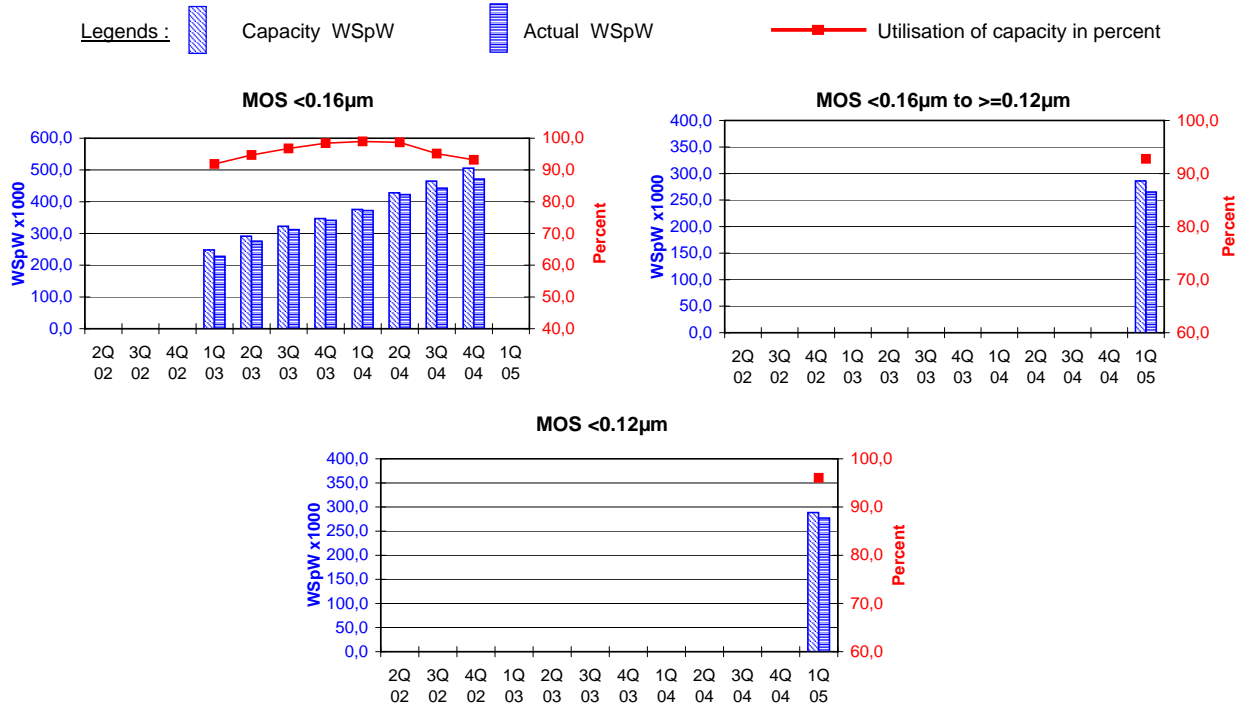 Legends : Capacity WSpW Actual WSpW Utilisation of capacity in percent
MOS <0.16µm
WSpW x1000
600,0
500,0
400,0
300,0
200,0
100,0
0,0
100,0
90,0
80,0
70,0
60,0
50,0
40,0
Percent
2Q 3Q 4Q 1Q 2Q 3Q 4Q 1Q 2Q 3Q 4Q 1Q
02 02 02 03 03 03 03 04 04 04 04 05
MOS <0.16µm to >=0.12µm
WSpW x1000
400,0
350,0
300,0
250,0
200,0
150,0
100,0
50,0
0,0
100,0
90,0
80,0
70,0
60,0
Percent
2Q 3Q 4Q 1Q 2Q 3Q 4Q 1Q 2Q 3Q 4Q 1Q
02 02 02 03 03 03 03 04 04 04 04 05
MOS <0.12µm
WSpW x1000
400,0
350,0
300,0
250,0
200,0
150,0
100,0
50,0
0,0
100,0
90,0
80,0
70,0
60,0
Percent
2Q 3Q 4Q 1Q 2Q 3Q 4Q 1Q 2Q 3Q 4Q 1Q
02 02 02 03 03 03 03 04 04 04 04 05